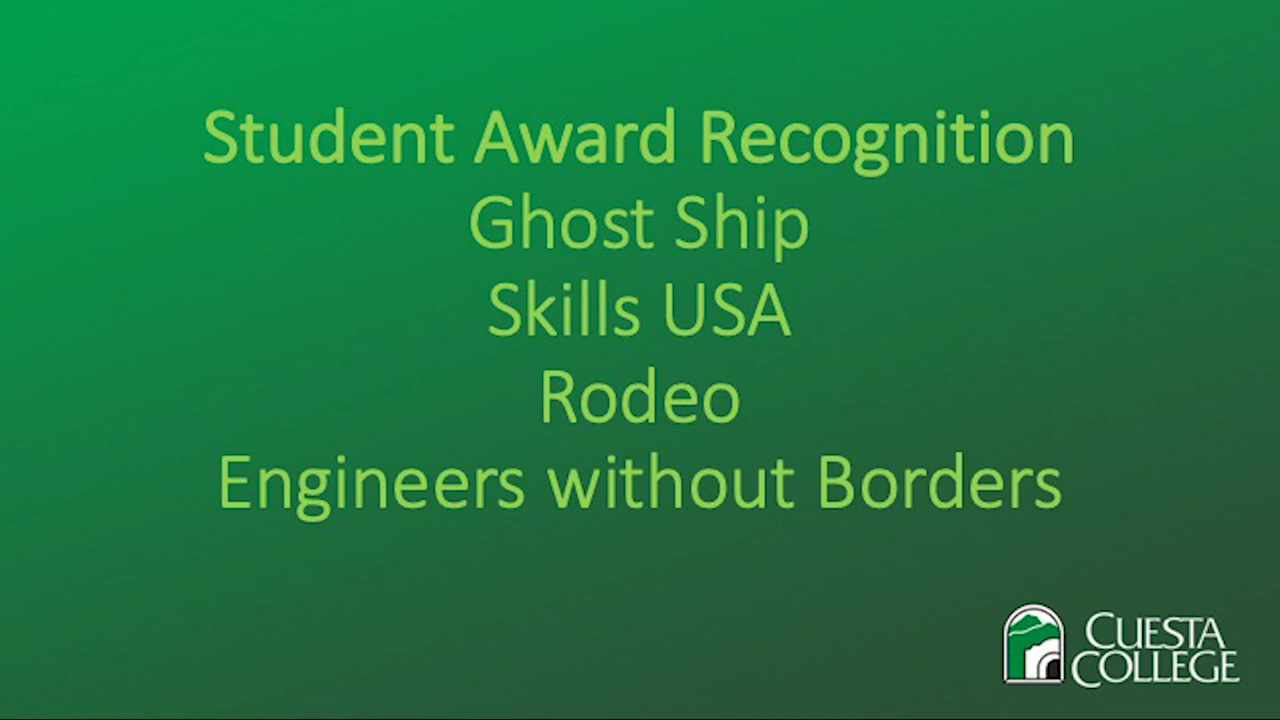 Student Award Recognition
Ghost Ship
Skills USA
Rodeo
Engineers without Borders
CUESTA
COLLEGE